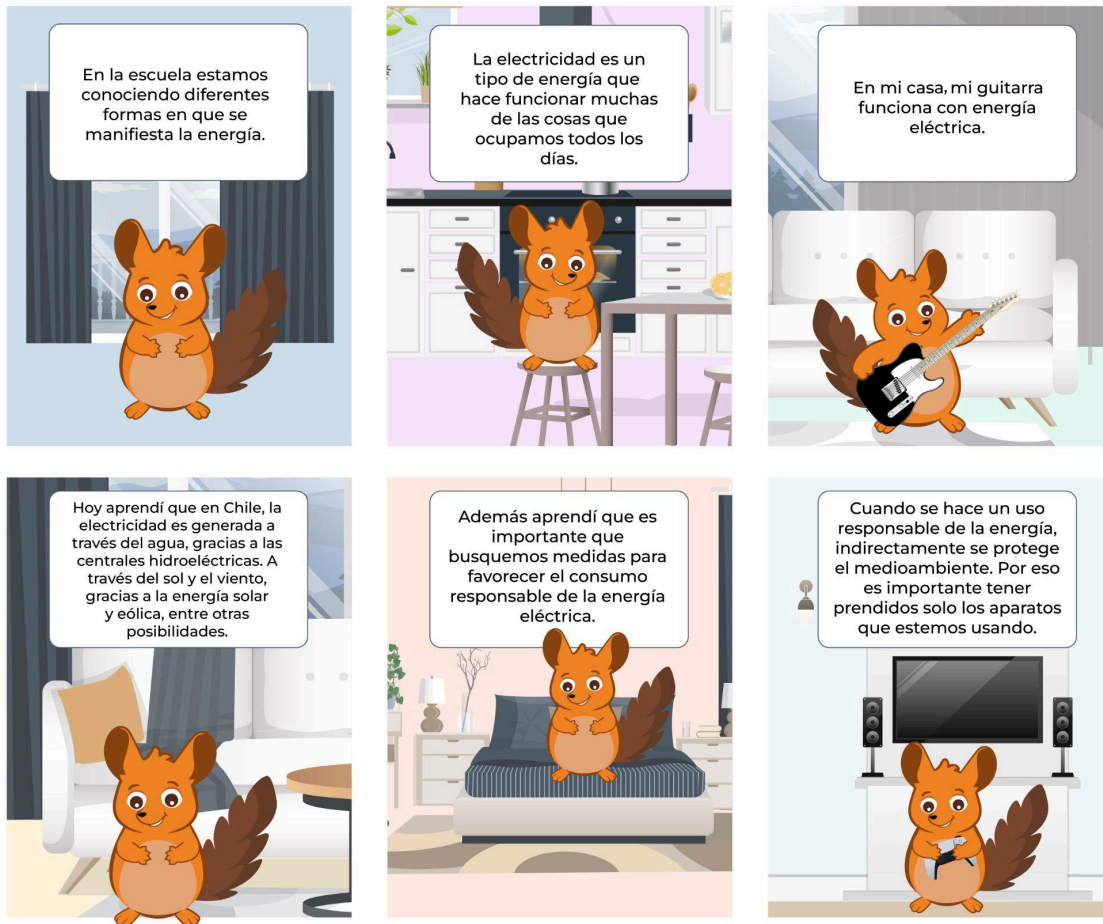 En la escuela estamos
conociendo diferentes
formas en que se
manifiesta la energía.
La electricidad es un
tipo de energía que
hace funcionar muchas
de las cosas que
ocupamos todos los
días.
En mi casa, mi guitarra
funciona con energía
eléctrica.
Hoy aprendí que en Chile, la
electricidad es generada a
través del agua, gracias a las
centrales hidroeléctricas. A
través del sol y el viento,
gracias a la energía solar
y eólica, entre otras
posibilidades.
Además aprendí que es
importante que
busquemos medidas para
favorecer el consumo
responsable de la energía
eléctrica.
Cuando se hace un uso
responsable de la energía,
indirectamente se protege
el medioambiente. Por eso
es importante tener
prendidos solo los aparatos
que estemos usando.